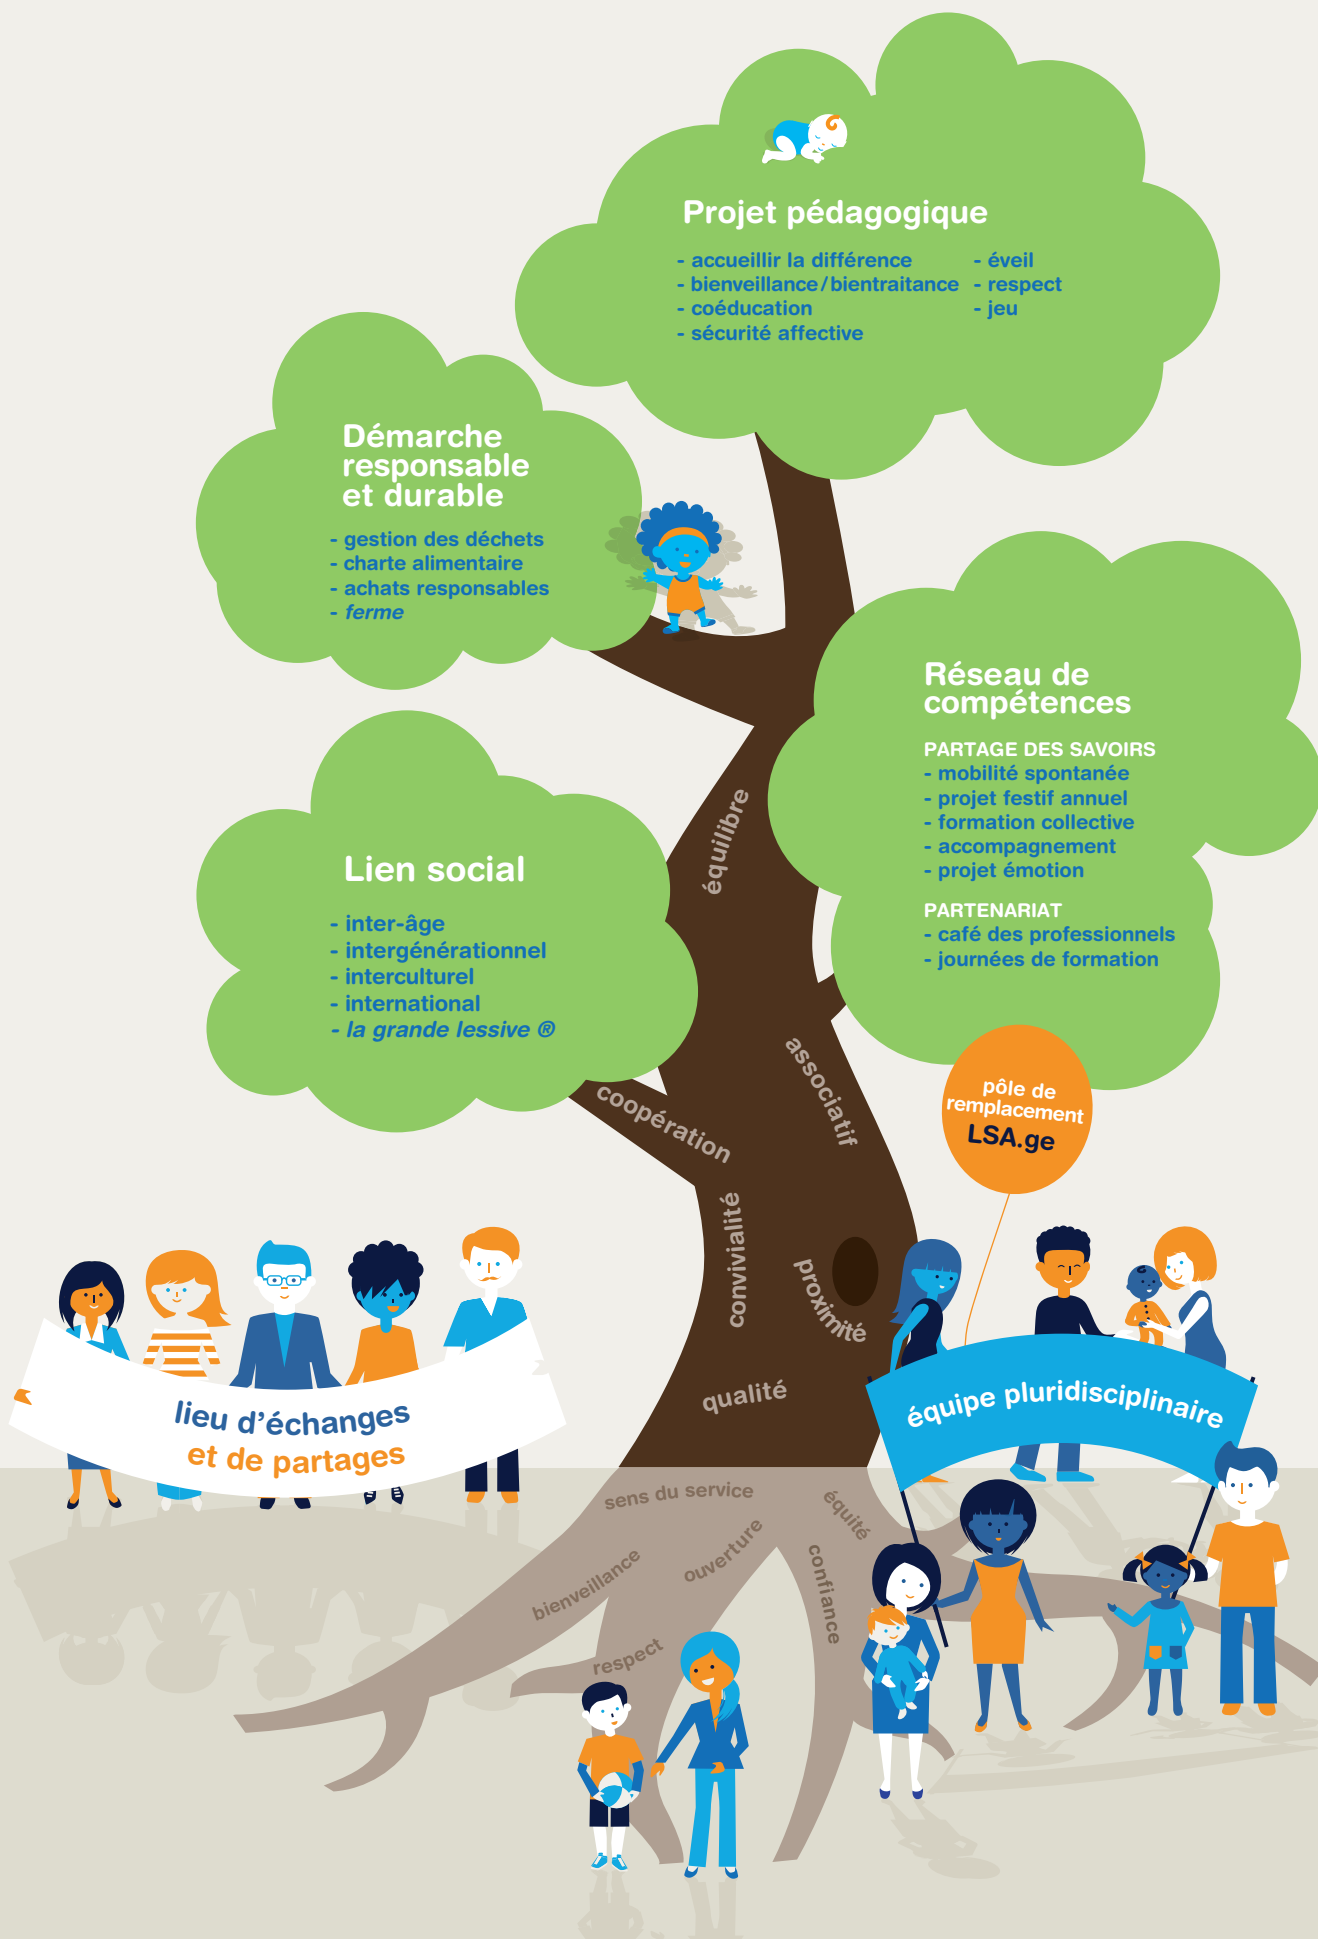 Projet pédagogique
- accueillir la différence
- bienveillance/bientraitance
- coéducation
- sécurité affective
- éveil
- respect
- jeu
Démarche
responsable
et durable
- gestion des déchets
- charte alimentaire
- achats responsables
- ferme
Réseau de
compétences
PARTAGE DES SAVOIRS
- mobilité spontanée
- projet festif annuel
- formation collective
- accompagnement
- projet émotion
PARTENARIAT
- café des professionnels
- journées de formation
Lien social
- inter-âge
- intergénérationnel
- interculturel
- international
- la grande lessive ®
équilibre
associatif
coopération
convivialité
proximité
qualité
pôle de
remplacement
LSA.ge
lieu d'échanges
et de partages
équipe pluridisciplinaire
sens du service
équité
ouverture
bienveillance
confiance
respect